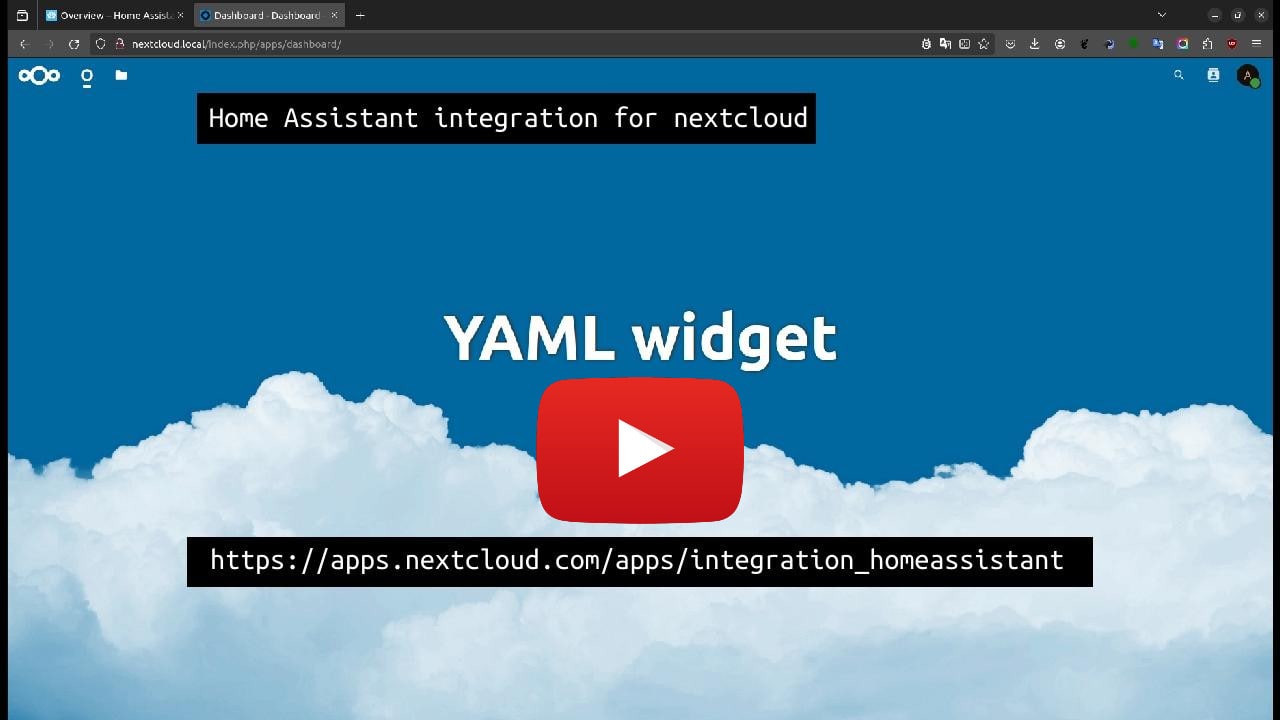 Overview – Home Assist
Dashboard - Dashboard -
nextcloud.local/index.php/apps/dashboard/
A
Home Assistant integration for nextcloud
YAML widget
https://apps.nextcloud.com/apps/integration_homeassistant